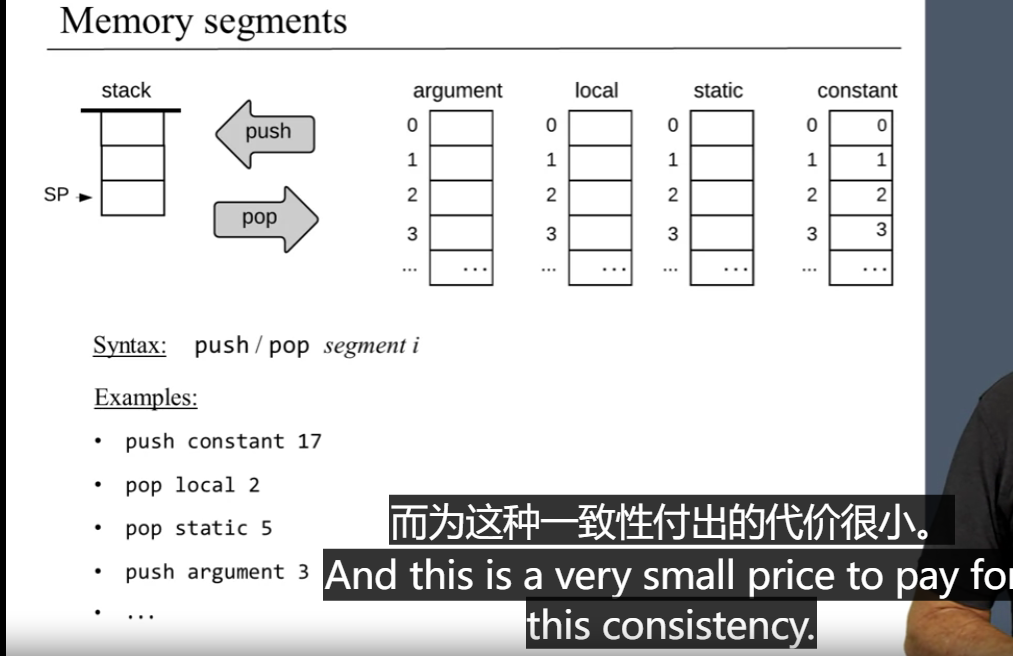 Memory segments
stack
argument
local
static
constant
push
pop
SP
0
1
2
3
...
...
0
1
2
3
...
...
0
1
2
3
...
...
0
0
1
1
2
2
3
3
...
...
Syntax: push / pop segment i
Examples:
• push constant 17
• pop local 2
• pop static 5
• push argument 3
• ...
而为这种一致性付出的代价很小。
And this is a very small price to pay for
this consistency.